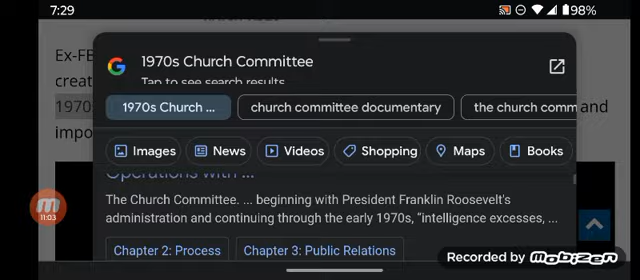 7:29
98%
Ex-FE
creat
1970
impo
and
1970s Church Committee
Tap to see search results
1970s Church ...
church committee documentary
the church comm
Images
News
Videos
Shopping
Maps
Books
Operations with ...
The Church Committee. ... beginning with President Franklin Roosevelt's
administration and continuing through the early 1970s, “intelligence excesses, ...
Chapter 2: Process
Chapter 3: Public Relations
11:03
Recorded by
MOBIZEN